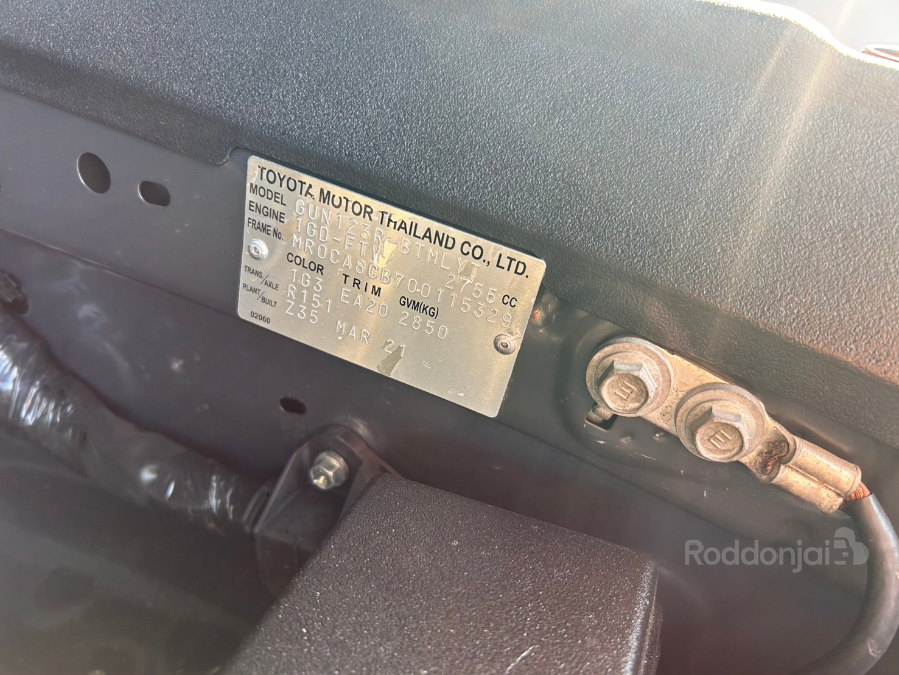 TOYOTA MOTOR THAILAND CO., LTD.
MODEL GUN123R-BTMLYT
ENGINE 1GD-FTV 2755 CC
FRAME No. MR0CA8CB700115329
COLOR TRIM GVM(KG)
1G3 EA20 2850
TRANS./AXLE R151
PLANT/BUILT Z35 MAR 21
92060
Roddonjai